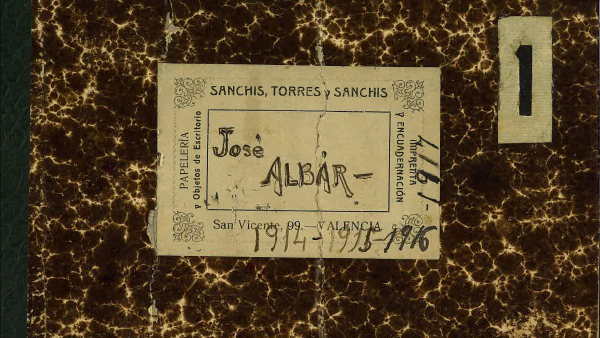 SANCHIS, TORRES y SANCHIS
PAPELERÍA
y Objetos de Escritorio
José
ALBÁR-
IMPRENTA
Y ENCUADERNACIÓN
San Vicente, 99.—VALENCIA
1914-1915-1916
1